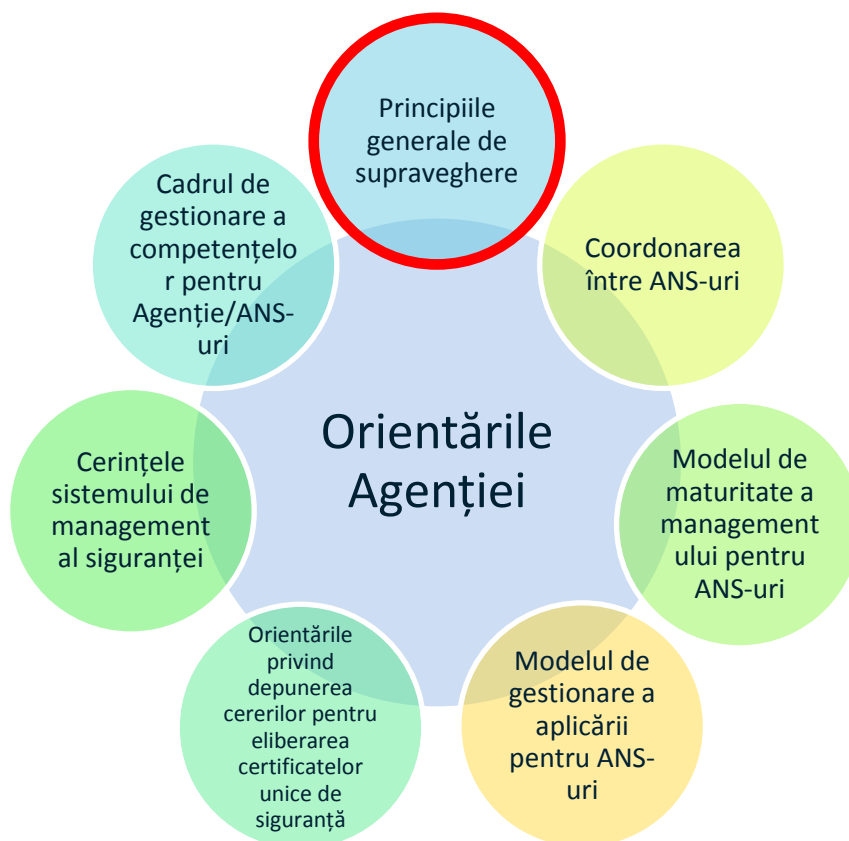 Principiile
generale de
supraveghere
Coordonarea
între ANS-uri
Modelul de
maturitate a
management
ului pentru
ANS-uri
Modelul de
gestionare a
aplicării
pentru ANS-
uri
Orientările
privind
depunerea
cererilor pentru
eliberarea
certificatelor
unice de
siguranță
Cerințele
sistemului de
management
al siguranței
Cadrul de
gestionare a
competențelo
r pentru
Agenție/ANS-
uri
Orientările
Agenției